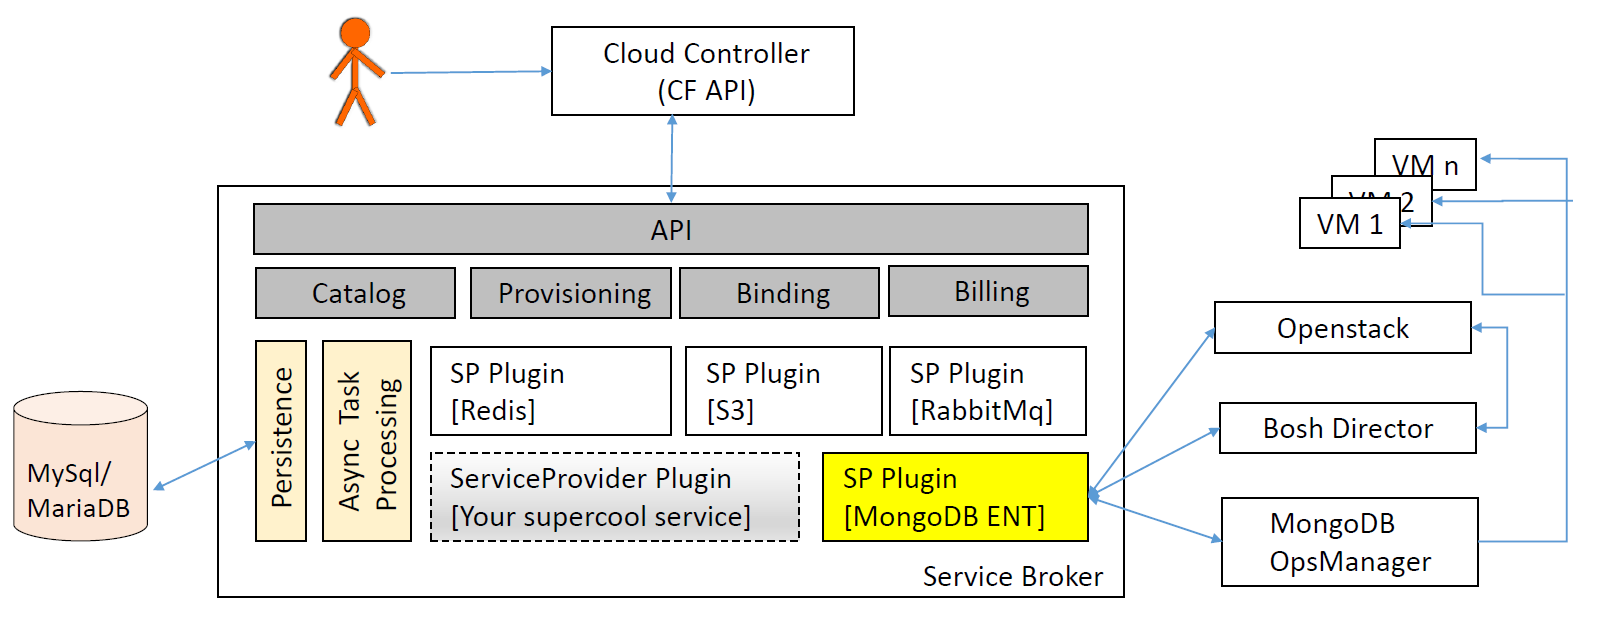 Cloud Controller
(CF API)
VM n
VM 2
VM 1
API
Catalog
Provisioning
Binding
Billing
Openstack
Persistence
Async Task
Processing
SP Plugin
[Redis]
SP Plugin
[S3]
SP Plugin
[RabbitMq]
Bosh Director
MySql/
MariaDB
ServiceProvider Plugin
[Your supercool service]
SP Plugin
[MongoDB ENT]
MongoDB
OpsManager
Service Broker